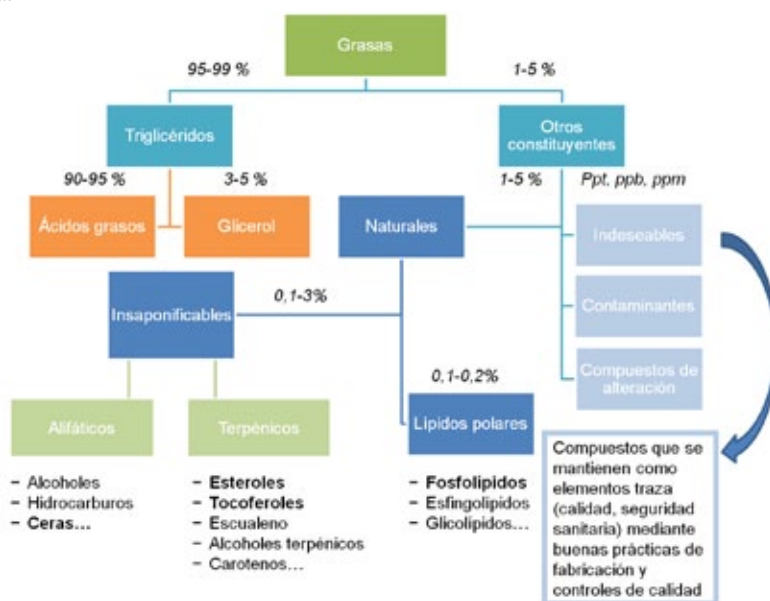 Grasas
95-99 %
1-5 %
Triglicéridos
Otros
constituyentes
90-95 %
3-5 %
1-5 %
Ppt, ppb, ppm
Ácidos grasos
Glicerol
Naturales
Indeseables
Insaponificables
0,1-3%
Contaminantes
0,1-0,2%
Compuestos de
alteración
Alifáticos
Terpénicos
Lípidos polares
– Alcoholes
– Hidrocarburos
– Ceras...
– Esteroles
– Tocoferoles
– Escualeno
– Alcoholes terpénicos
– Carotenos...
– Fosfolípidos
– Esfingolípidos
– Glicolípidos...
Compuestos que se
mantienen como
elementos traza
(calidad, seguridad
sanitaria) mediante
buenas prácticas de
fabricación y
controles de calidad